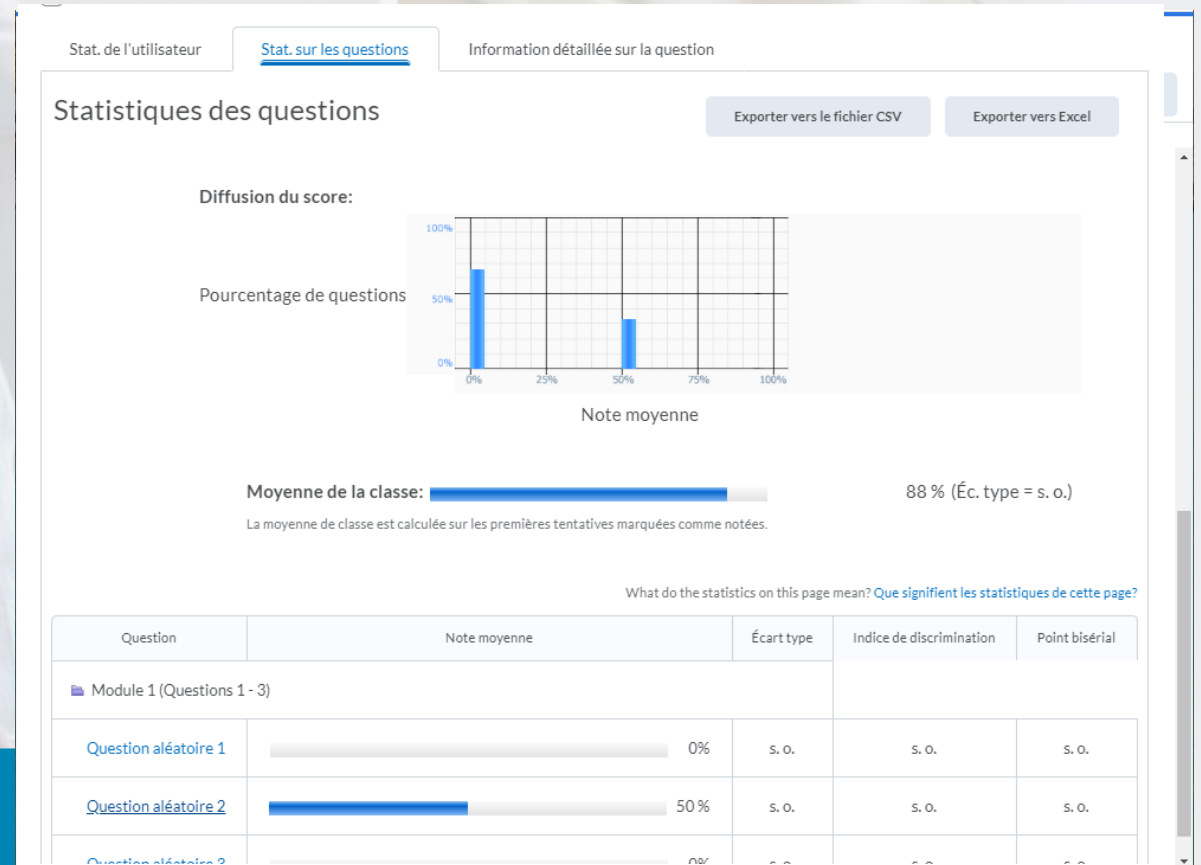 Stat. de l'utilisateur
Stat. sur les questions
Information détaillée sur la question
Statistiques des questions
Exporter vers le fichier CSV
Exporter vers Excel
Diffusion du score:
100%
Pourcentage de questions
50%
0%
0% 25% 50% 75% 100%
Note moyenne
Moyenne de la classe:
88 % (Éc. type = s. o.)
La moyenne de classe est calculée sur les premières tentatives marquées comme notées.
What do the statistics on this page mean? Que signifient les statistiques de cette page?
Question Note moyenne Écart type Indice de discrimination Point bisérial
Module 1 (Questions 1 - 3)
Question aléatoire 1 0% s. o. s. o. s. o.
Question aléatoire 2 50 % s. o. s. o. s. o.
Question aléatoire 3 0% s. o. s. o. s. o.